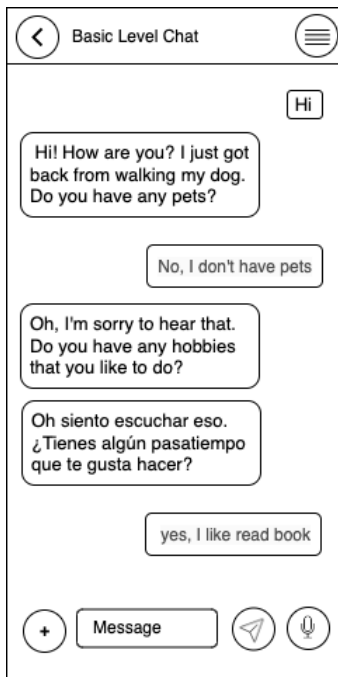 Basic Level Chat
Hi
Hi! How are you? I just got
back from walking my dog.
Do you have any pets?
No, I don't have pets
Oh, I'm sorry to hear that.
Do you have any hobbies
that you like to do?
Oh siento escuchar eso.
¿Tienes algún pasatiempo
que te gusta hacer?
yes, I like read book
+
Message